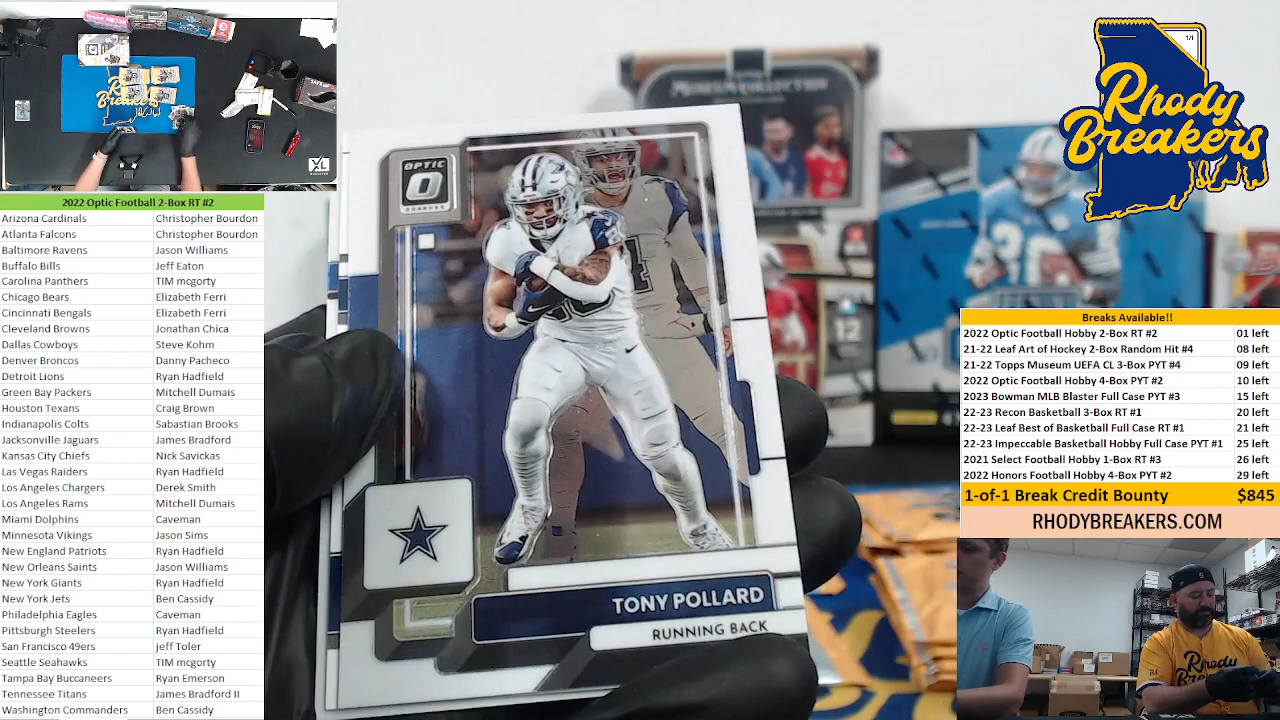 2022 Optic Football 2-Box RT #2
Arizona Cardinals Christopher Bourdon
Atlanta Falcons Christopher Bourdon
Baltimore Ravens Jason Williams
Buffalo Bills Jeff Eaton
Carolina Panthers TIM mcgorty
Chicago Bears Elizabeth Ferri
Cincinnati Bengals Elizabeth Ferri
Cleveland Browns Jonathan Chica
Dallas Cowboys Steve Kohm
Denver Broncos Danny Pacheco
Detroit Lions Ryan Hadfield
Green Bay Packers Mitchell Dumais
Houston Texans Craig Brown
Indianapolis Colts Sabastian Brooks
Jacksonville Jaguars James Bradford
Kansas City Chiefs Nick Savickas
Las Vegas Raiders Ryan Hadfield
Los Angeles Chargers Derek Smith
Los Angeles Rams Mitchell Dumais
Miami Dolphins Caveman
Minnesota Vikings Jason Sims
New England Patriots Ryan Hadfield
New Orleans Saints Jason Williams
New York Giants Ryan Hadfield
New York Jets Ben Cassidy
Philadelphia Eagles Caveman
Pittsburgh Steelers Ryan Hadfield
San Francisco 49ers jeff Toler
Seattle Seahawks TIM mcgorty
Tampa Bay Buccaneers Ryan Emerson
Tennessee Titans James Bradford II
Washington Commanders Ben Cassidy
Rhody
Breakers
XL
MUSEUM COLLECTION
OPTIC
DONRUSS
12
TONY POLLARD
RUNNING BACK
1/1
Rhody
Breakers
Breaks Available!!
2022 Optic Football Hobby 2-Box RT #2 01 left
21-22 Leaf Art of Hockey 2-Box Random Hit #4 08 left
21-22 Topps Museum UEFA CL 3-Box PYT #4 09 left
2022 Optic Football Hobby 4-Box PYT #2 10 left
2023 Bowman MLB Blaster Full Case PYT #3 15 left
22-23 Recon Basketball 3-Box RT #1 20 left
22-23 Leaf Best of Basketball Full Case RT #1 21 left
22-23 Impeccable Basketball Hobby Full Case PYT #1 25 left
2021 Select Football Hobby 1-Box RT #3 26 left
2022 Honors Football Hobby 4-Box PYT #2 29 left
1-of-1 Break Credit Bounty $845
RHODYBREAKERS.COM
Rhody